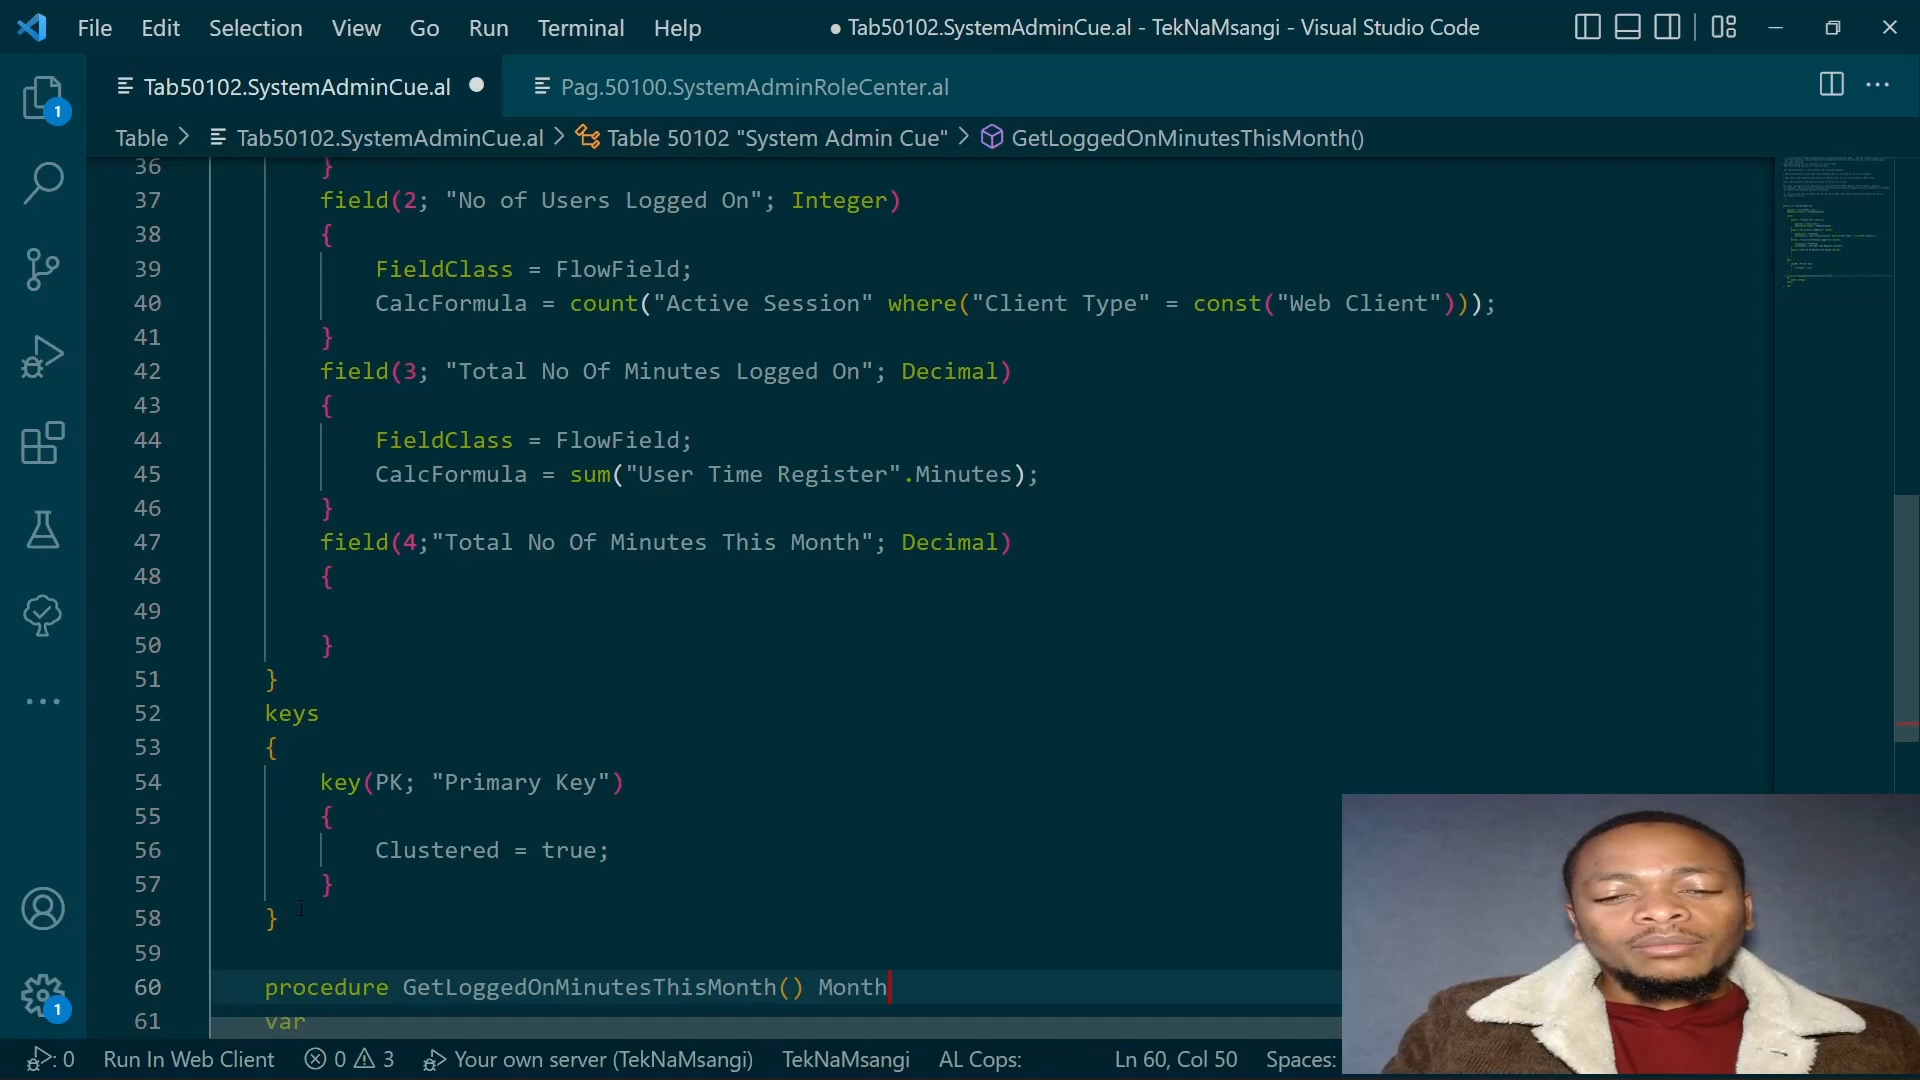 File Edit Selection View Go Run Terminal Help
● Tab50102.SystemAdminCue.al - TekNaMsangi - Visual Studio Code
Tab50102.SystemAdminCue.al
Pag.50100.SystemAdminRoleCenter.al
Table > Tab50102.SystemAdminCue.al > Table 50102 "System Admin Cue" > GetLoggedOnMinutesThisMonth()
36 }
37 field(2; "No of Users Logged On"; Integer)
38 {
39 FieldClass = FlowField;
40 CalcFormula = count("Active Session" where("Client Type" = const("Web Client")));
41 }
42 field(3; "Total No Of Minutes Logged On"; Decimal)
43 {
44 FieldClass = FlowField;
45 CalcFormula = sum("User Time Register".Minutes);
46 }
47 field(4;"Total No Of Minutes This Month"; Decimal)
48 {
49
50 }
51 }
52 keys
53 {
54 key(PK; "Primary Key")
55 {
56 Clustered = true;
57 }
58 }
59
60 procedure GetLoggedOnMinutesThisMonth() Month
61 var
1
1
: 0 Run In Web Client 0 3 Your own server (TekNaMsangi) TekNaMsangi AL Cops: Ln 60, Col 50 Spaces: